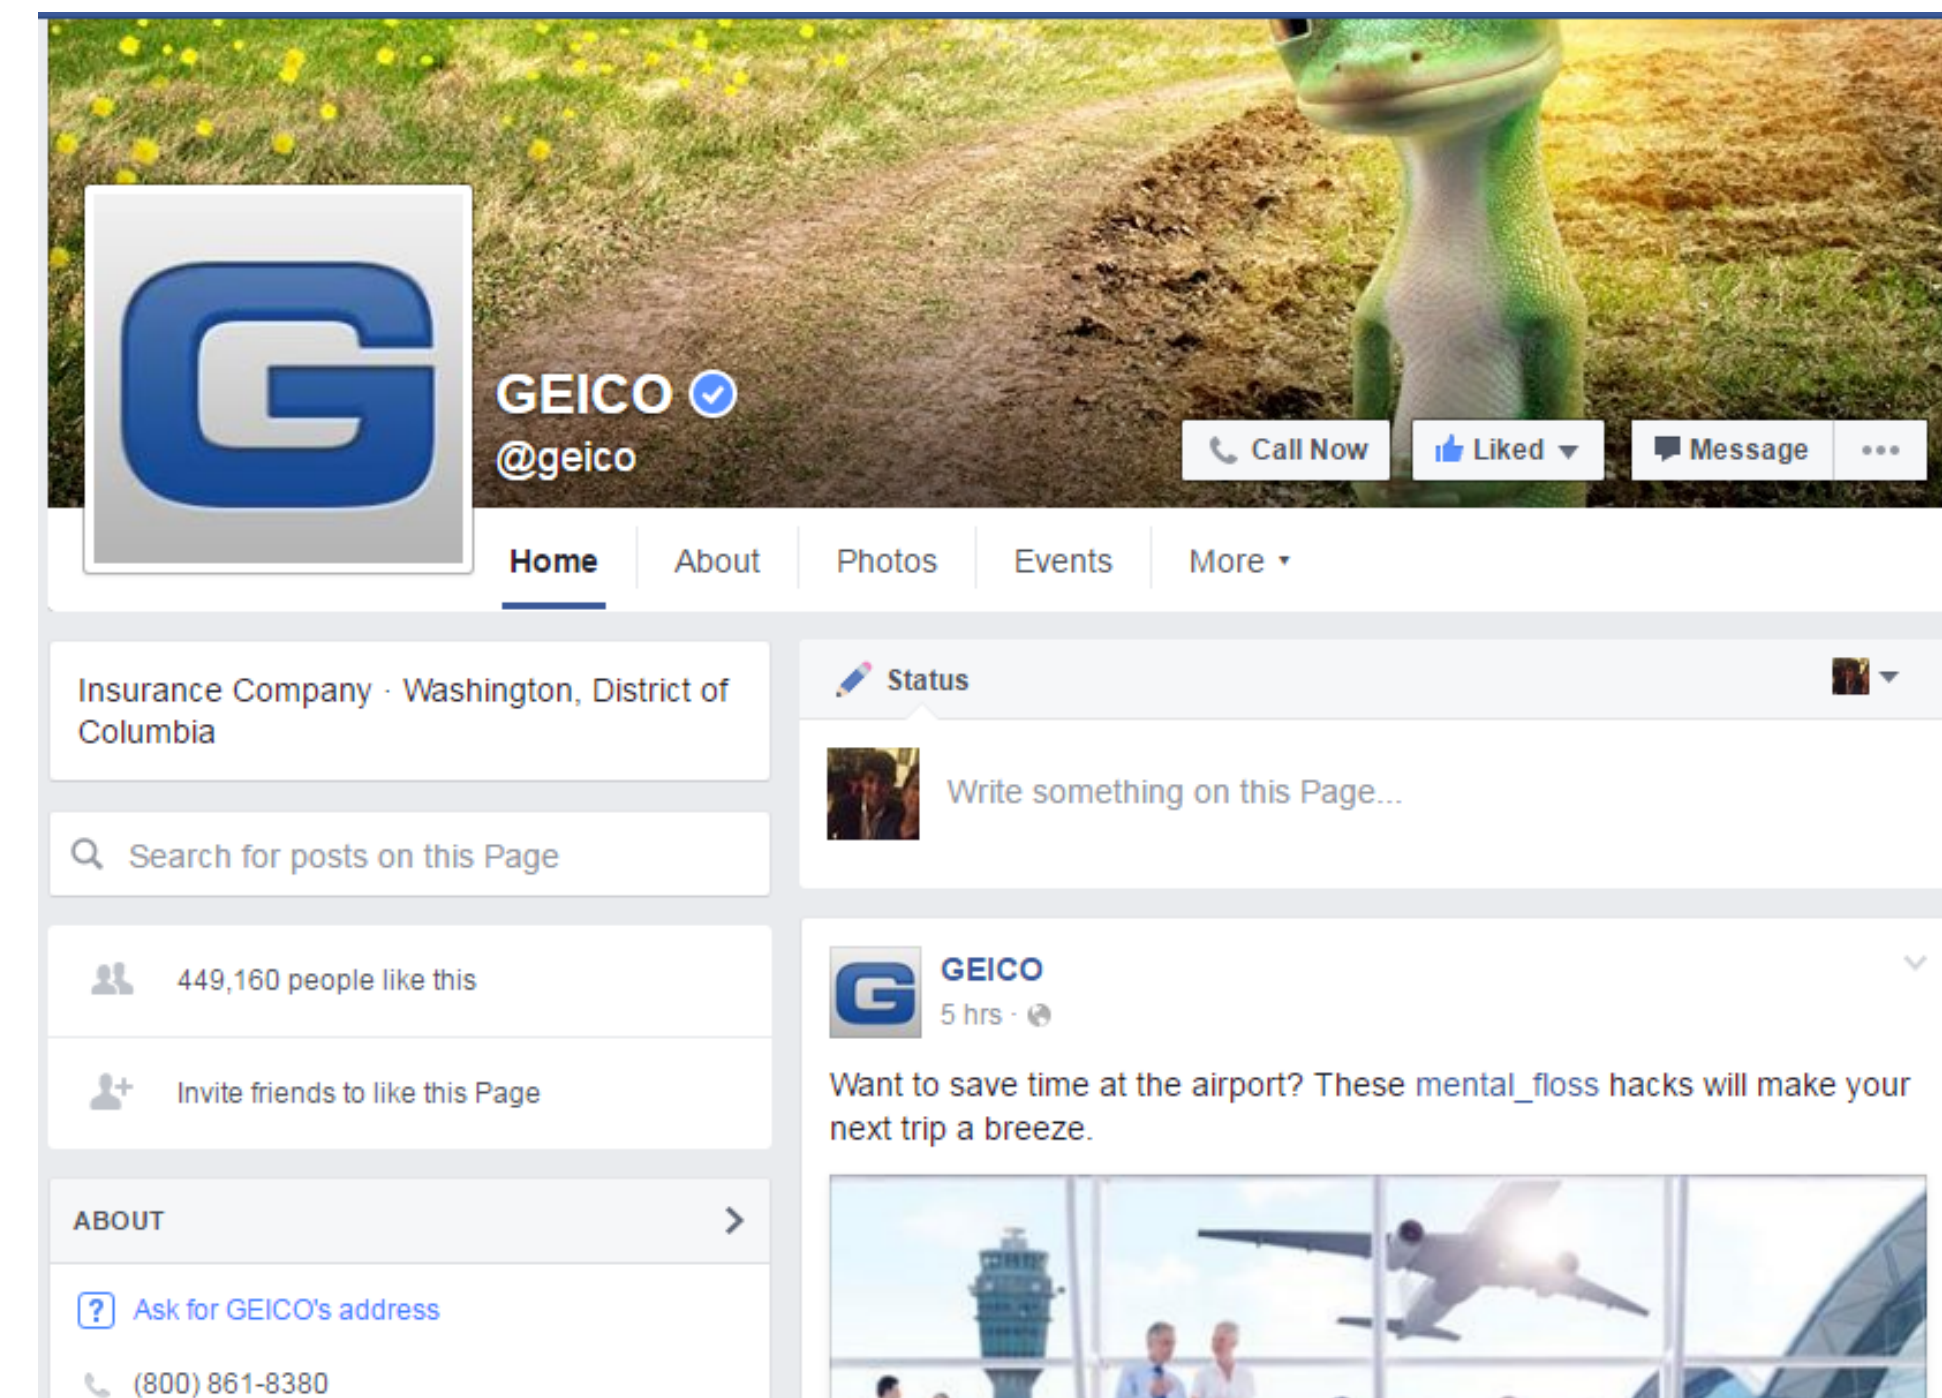 GEICO
@geico
Call Now
Liked
Message
Home
About
Photos
Events
More
Insurance Company · Washington, District of
Columbia
Search for posts on this Page
449,160 people like this
Invite friends to like this Page
ABOUT
Ask for GEICO's address
(800) 861-8380
Status
Write something on this Page...
GEICO
5 hrs ·
Want to save time at the airport? These mental_floss hacks will make your
next trip a breeze.